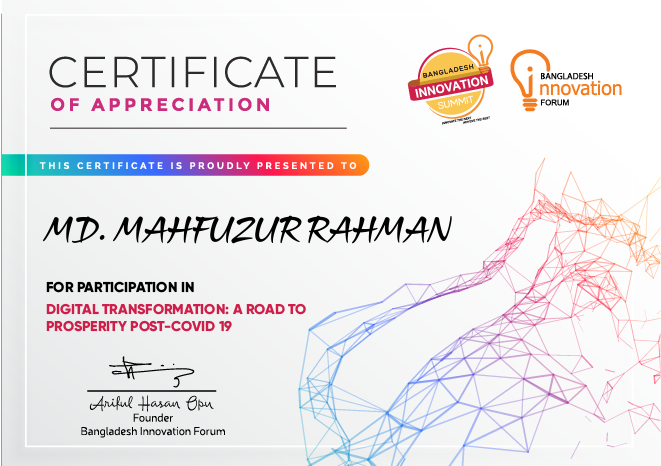 CERTIFICATE
OF APPRECIATION
BANGLADESH
INNOVATION
SUMMIT
BANGLADESH
innovation
FORUM
THIS CERTIFICATE IS PROUDLY PRESENTED TO
MD. MAHFUZUR RAHMAN
FOR PARTICIPATION IN
DIGITAL TRANSFORMATION: A ROAD TO
PROSPERITY POST-COVID 19
Ariful Hasan Opu
Founder
Bangladesh Innovation Forum